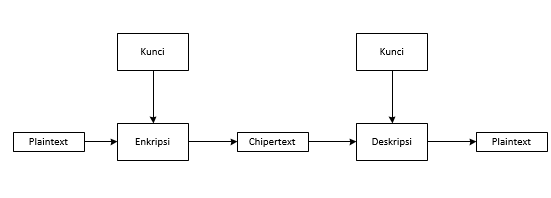 Kunci
Kunci
Plaintext
Enkripsi
Chipertext
Deskripsi
Plaintext